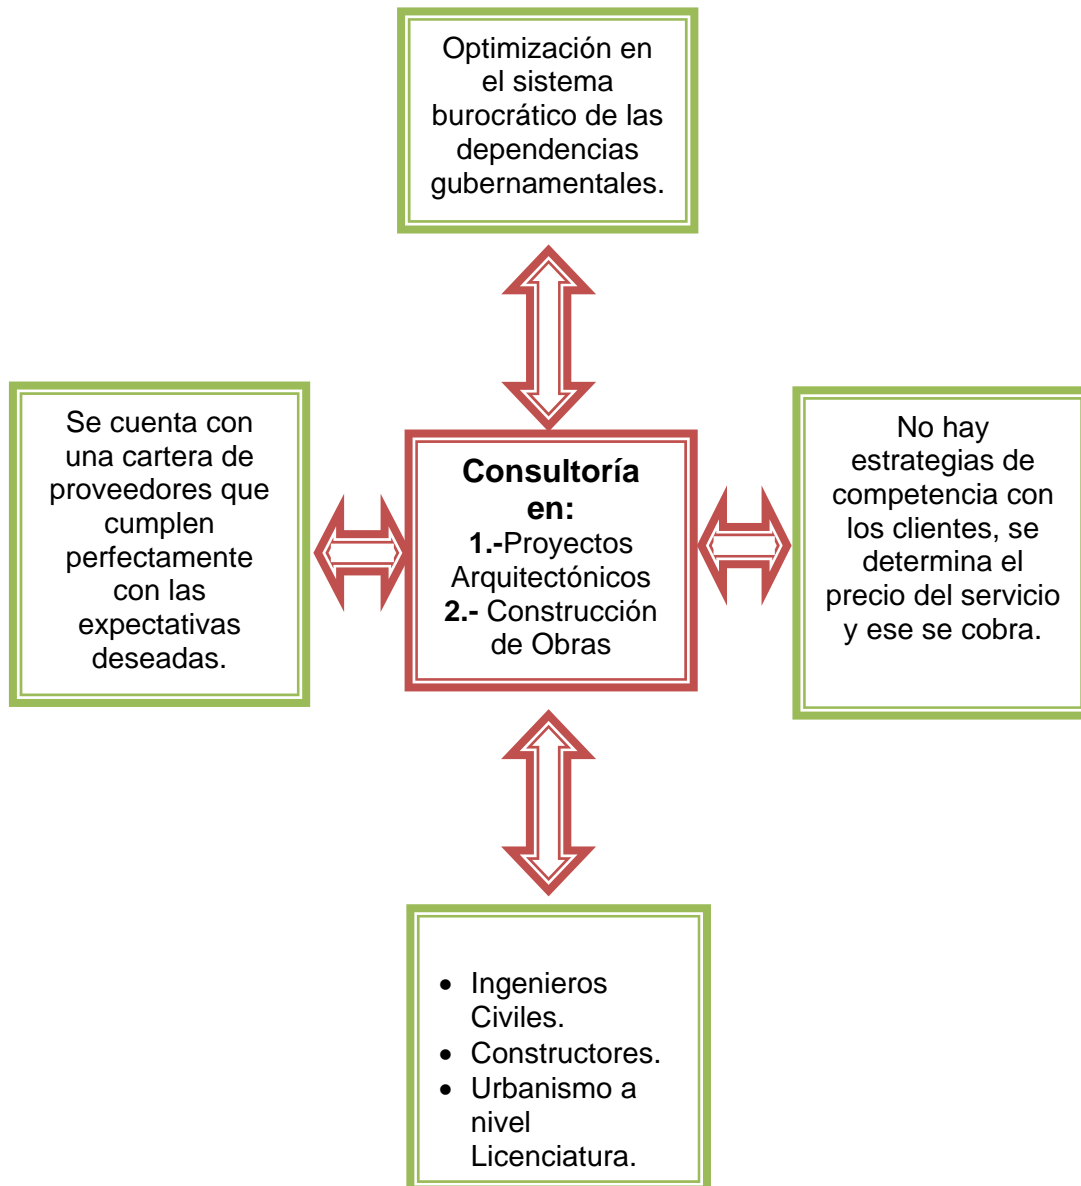 Optimización en
el sistema
burocrático de las
dependencias
gubernamentales.
Se cuenta con
una cartera de
proveedores que
cumplen
perfectamente
con las
expectativas
deseadas.
Consultoría
en:
1.-Proyectos
Arquitectónicos
2.- Construcción
de Obras
No hay
estrategias de
competencia con
los clientes, se
determina el
precio del servicio
y ese se cobra.
• Ingenieros
Civiles.
• Constructores.
• Urbanismo a
nivel
Licenciatura.